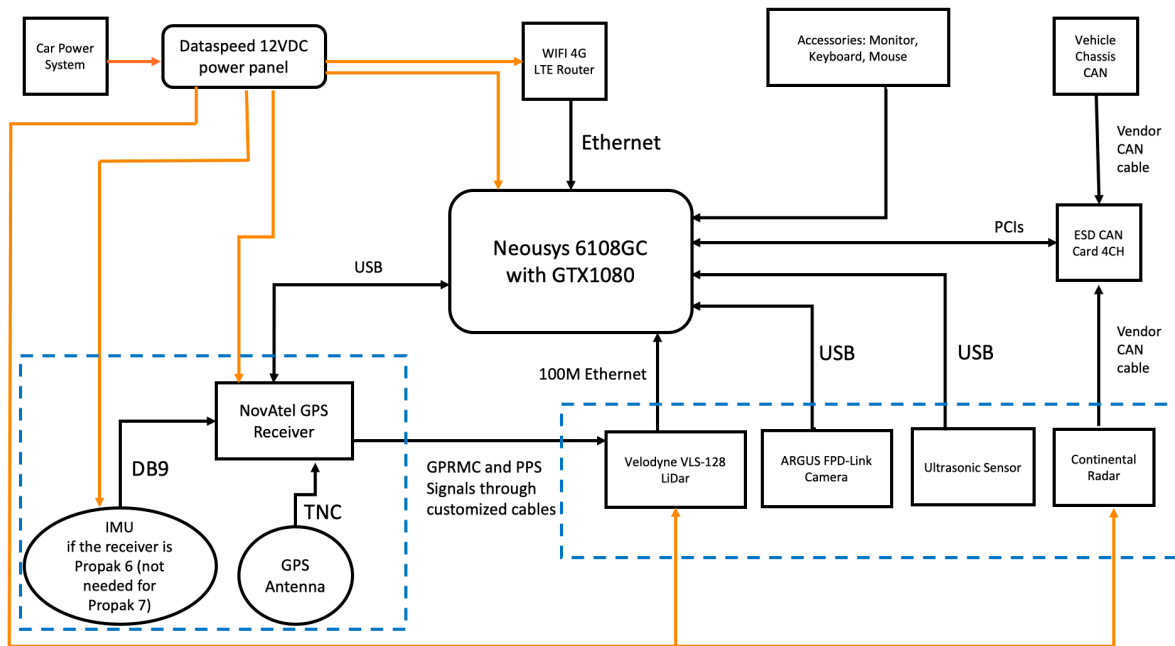 Car Power
System
Dataspeed 12VDC
power panel
WIFI 4G
LTE Router
Accessories: Monitor,
Keyboard, Mouse
Vehicle
Chassis
CAN
Ethernet
Vendor
CAN
cable
Neousys 6108GC
with GTX1080
PCIs
ESD CAN
Card 4CH
USB
USB
USB
Vendor
CAN
cable
100M Ethernet
NovAtel GPS
Receiver
DB9
TNC
GPRMC and PPS
Signals through
customized cables
Velodyne VLS-128
LiDar
ARGUS FPD-Link
Camera
Ultrasonic Sensor
Continental
Radar
IMU
if the receiver is
Propak 6 (not
needed for
Propak 7)
GPS
Antenna